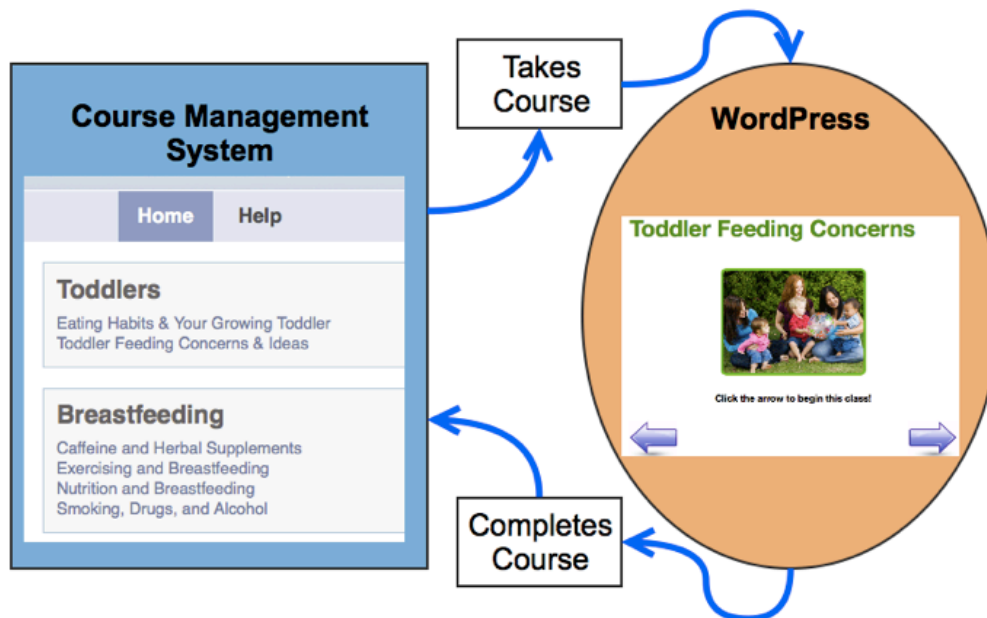 Course Management
System
Home Help
Toddlers
Eating Habits & Your Growing Toddler
Toddler Feeding Concerns & Ideas
Breastfeeding
Caffeine and Herbal Supplements
Exercising and Breastfeeding
Nutrition and Breastfeeding
Smoking, Drugs, and Alcohol
Takes
Course
WordPress
Toddler Feeding Concerns
Click the arrow to begin this class!
Completes
Course